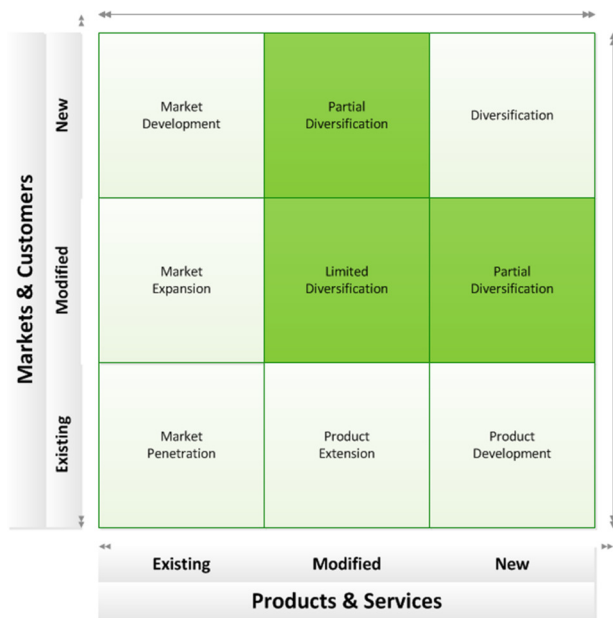 Markets & Customers
New
Market
Development
Partial
Diversification
Diversification
Modified
Market
Expansion
Limited
Diversification
Partial
Diversification
Existing
Market
Penetration
Product
Extension
Product
Development
Existing
Modified
New
Products & Services